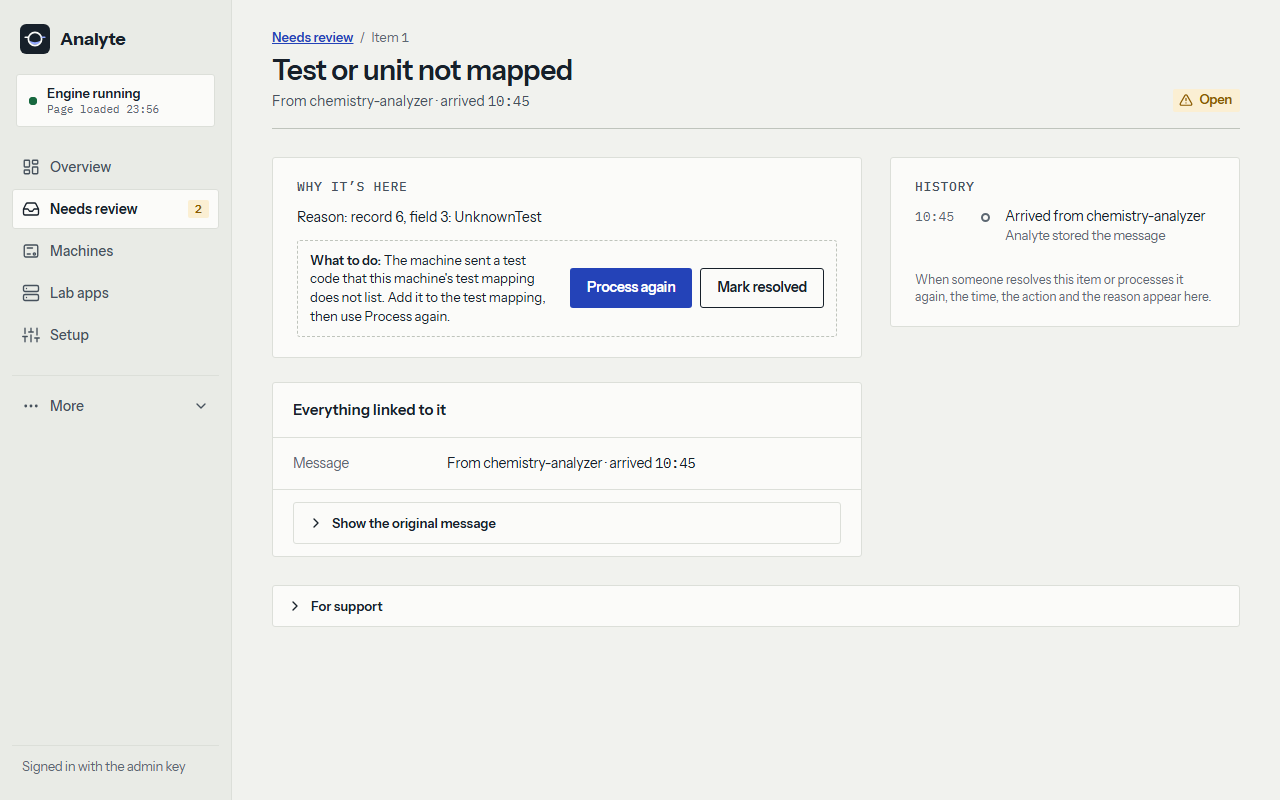 Analyte
Engine running
Page loaded 23:56
Overview
Needs review 2
Machines
Lab apps
Setup
More
Signed in with the admin key
Needs review / Item 1
Test or unit not mapped
From chemistry-analyzer · arrived 10:45
Open
WHY IT’S HERE
Reason: record 6, field 3: UnknownTest
What to do: The machine sent a test
code that this machine's test mapping
does not list. Add it to the test mapping,
then use Process again.
Process again
Mark resolved
Everything linked to it
Message From chemistry-analyzer · arrived 10:45
Show the original message
For support
HISTORY
10:45 Arrived from chemistry-analyzer
Analyte stored the message
When someone resolves this item or processes it
again, the time, the action and the reason appear here.